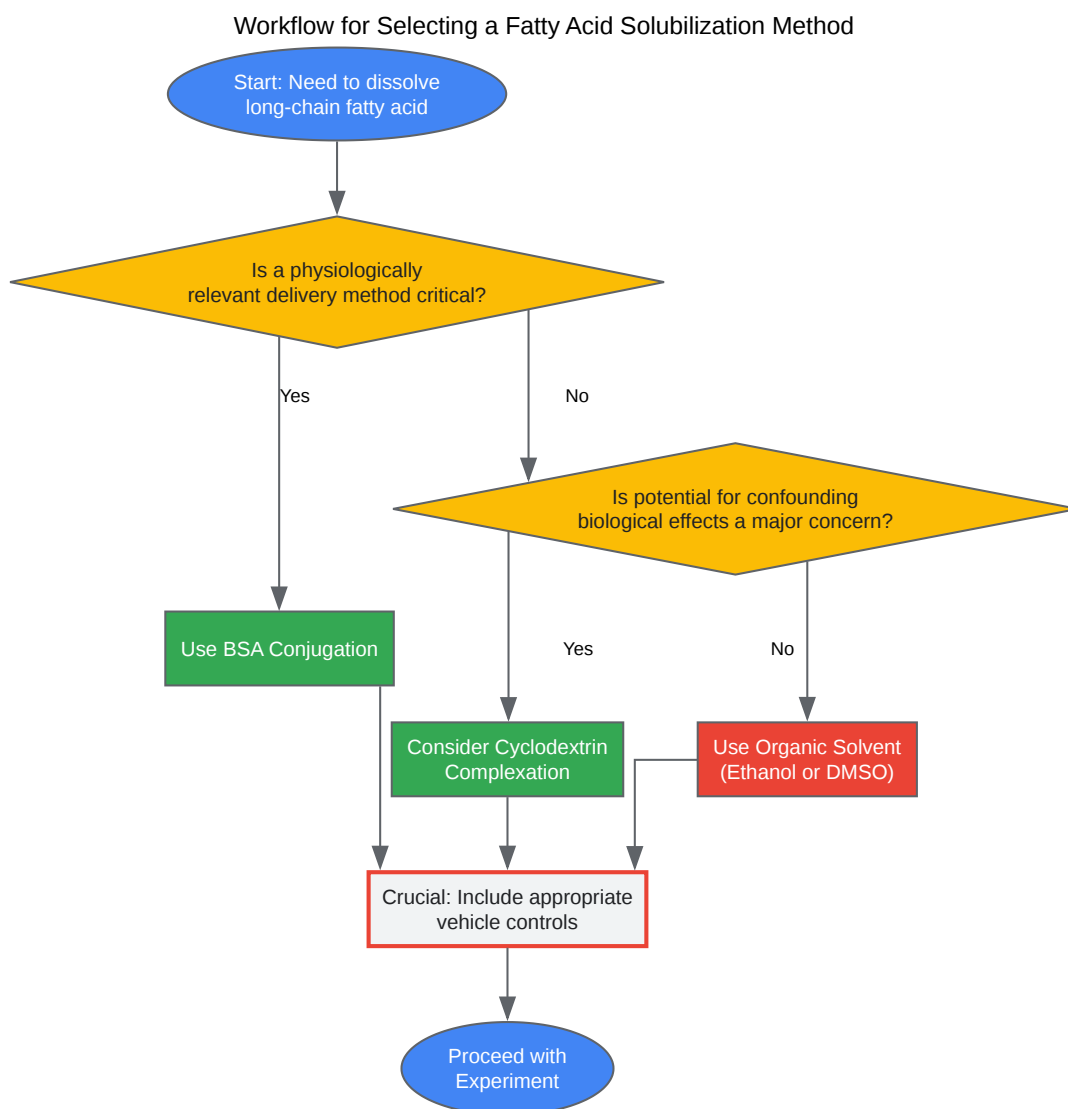 Workflow for Selecting a Fatty Acid Solubilization Method
Start: Need to dissolve
long-chain fatty acid
Is a physiologically
relevant delivery method critical?
Yes
No
Is potential for confounding
biological effects a major concern?
Use BSA Conjugation
Yes
No
Consider Cyclodextrin
Complexation
Use Organic Solvent
(Ethanol or DMSO)
Crucial: Include appropriate
vehicle controls
Proceed with
Experiment